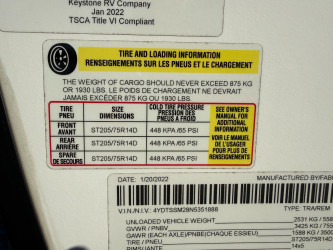 Keystone RV Company
Jan 2022
TSCA Title VI Compliant
TIRE AND LOADING INFORMATION
RENSEIGNEMENTS SUR LES PNEUS ET LE CHARGEMENT
THE WEIGHT OF CARGO SHOULD NEVER EXCEED 875 KG
OR 1930 LBS. LE POIDS DE CHARGEMENT NE DOIT
JAMAIS EXCÉDER 875 KG OU 1930 LBS.
TIRE
PNEU
SIZE
DIMENSIONS
COLD TIRE PRESSURE
PRESSION DES
PNEUS A FROID
SEE OWNER'S
MANUAL FOR
ADDITIONAL
INFORMATION
VOIR LE MANUEL
DE L'USAGER
POUR PLUS DE
RENSEIGNEMENTS
FRONT
AVANT
ST205/75R14D
448 KPA/65 PSI
REAR
ARRIÈRE
ST205/75R14D
448 KPA/65 PSI
SPARE
DE SECOURS
ST205/75R14D
448 KPA/65 PSI
DATE
1/20/2022
MANUFACTURED BY/FAB
V.I.N./N.I.V.: 4YDTSSM28N5351888
TYPE: TRA/REM
UNLOADED VEHICLE WEIGHT
2531 KG
GVWR / PNBV
3425 KG
GAWR (EACH AXLE)/PNBE (CHAQUE ESSIEU)
1588 KG
TIRE/PNEU
ST205/75R14D
RIM/JANTE
14x5